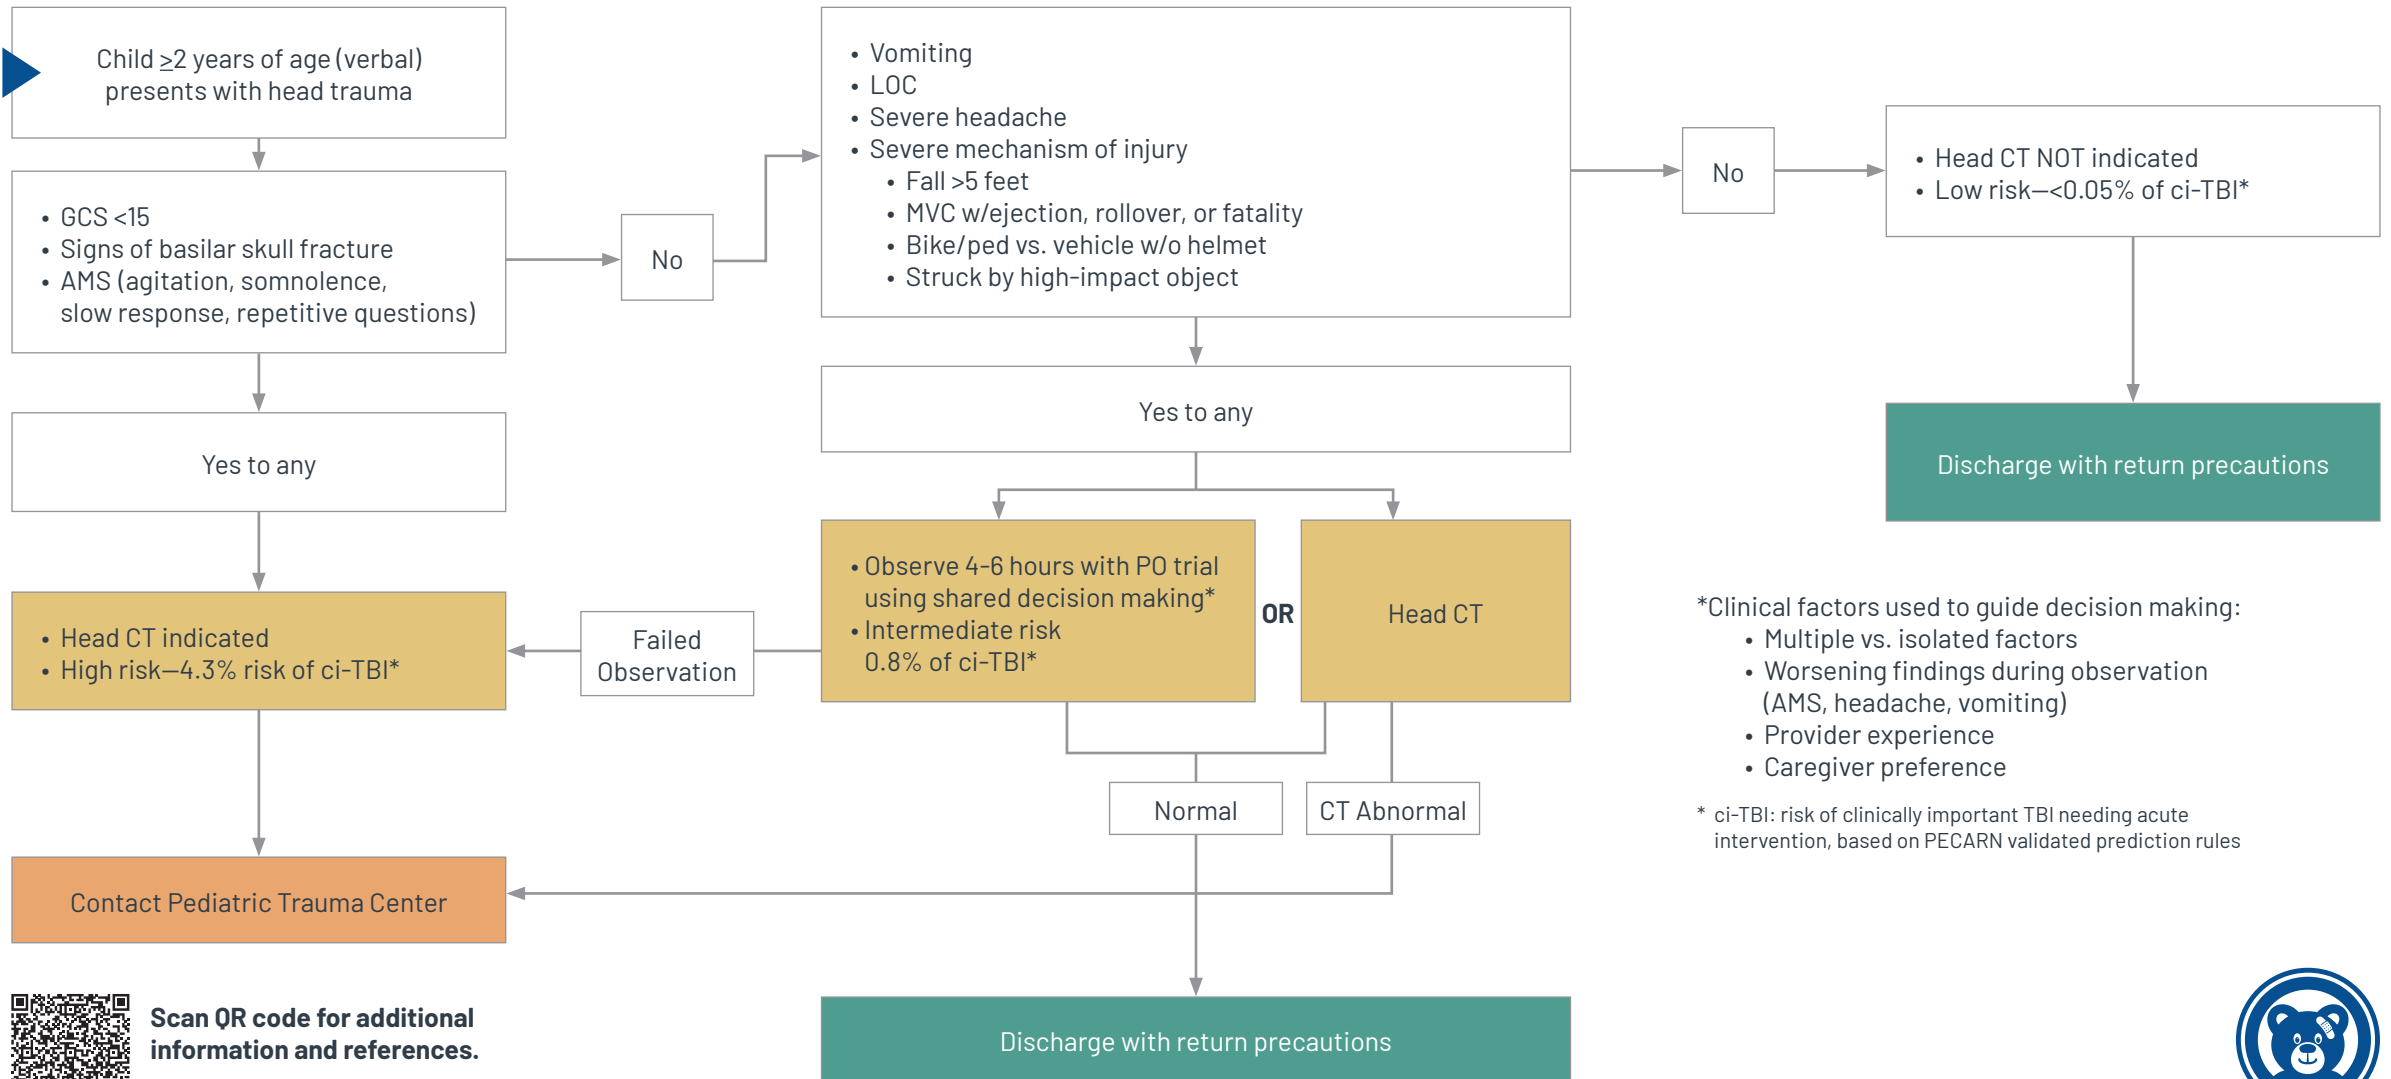 Child ≥2 years of age (verbal)
presents with head trauma
• GCS <15
• Signs of basilar skull fracture
• AMS (agitation, somnolence,
slow response, repetitive questions)
No
• Vomiting
• LOC
• Severe headache
• Severe mechanism of injury
• Fall >5 feet
• MVC w/ejection, rollover, or fatality
• Bike/ped vs. vehicle w/o helmet
• Struck by high-impact object
No
• Head CT NOT indicated
• Low risk—<0.05% of ci-TBI*
Discharge with return precautions
Yes to any
Yes to any
• Head CT indicated
• High risk—4.3% risk of ci-TBI*
Failed
Observation
• Observe 4-6 hours with PO trial
using shared decision making*
• Intermediate risk
0.8% of ci-TBI*
OR
Head CT
*Clinical factors used to guide decision making:
• Multiple vs. isolated factors
• Worsening findings during observation
(AMS, headache, vomiting)
• Provider experience
• Caregiver preference
* ci-TBI: risk of clinically important TBI needing acute
intervention, based on PECARN validated prediction rules
Normal
CT Abnormal
Contact Pediatric Trauma Center
Discharge with return precautions
Scan QR code for additional
information and references.